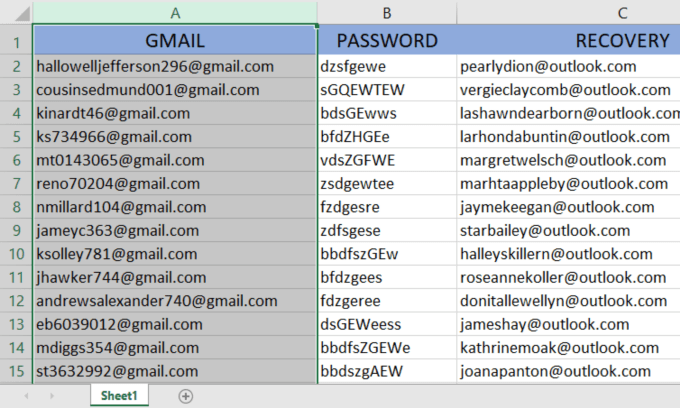 A B C
1 GMAIL PASSWORD RECOVERY
2 hallowelljefferson296@gmail.com dzsfgewe pearlydion@outlook.com
3 cousinsedmund001@gmail.com sGQEWTEW vergieclaycomb@outlook.com
4 kinardt46@gmail.com bdsGEwws
5 ks734966@gmail.com bfdZHGEe larhondabuntin@outlook.com
6 mt0143065@gmail.com vdsZGFWE margretwelsch@outlook.com
7 reno70204@gmail.com zsdgewtee marhtaappleby@outlook.com
8 nmillard104@gmail.com fzdgesre jaymekeegan@outlook.com
9 jameyc363@gmail.com zdfsgese starbailey@outlook.com
10 ksolley781@gmail.com bbdfszGEw halleyskillern@outlook.com
11 jhawker744@gmail.com bfdzgees roseannekoller@outlook.com
12 andrewsalexander740@gmail.com fdzgeree donitallewellyn@outlook.com
13 eb6039012@gmail.com dsGEWeess jameshay@outlook.com
14 mdiggs354@gmail.com bbdfsZGEWe kathrinemoak@outlook.com
15 st3632992@gmail.com bbdszgAEW joanapanton@outlook.com
Sheet1